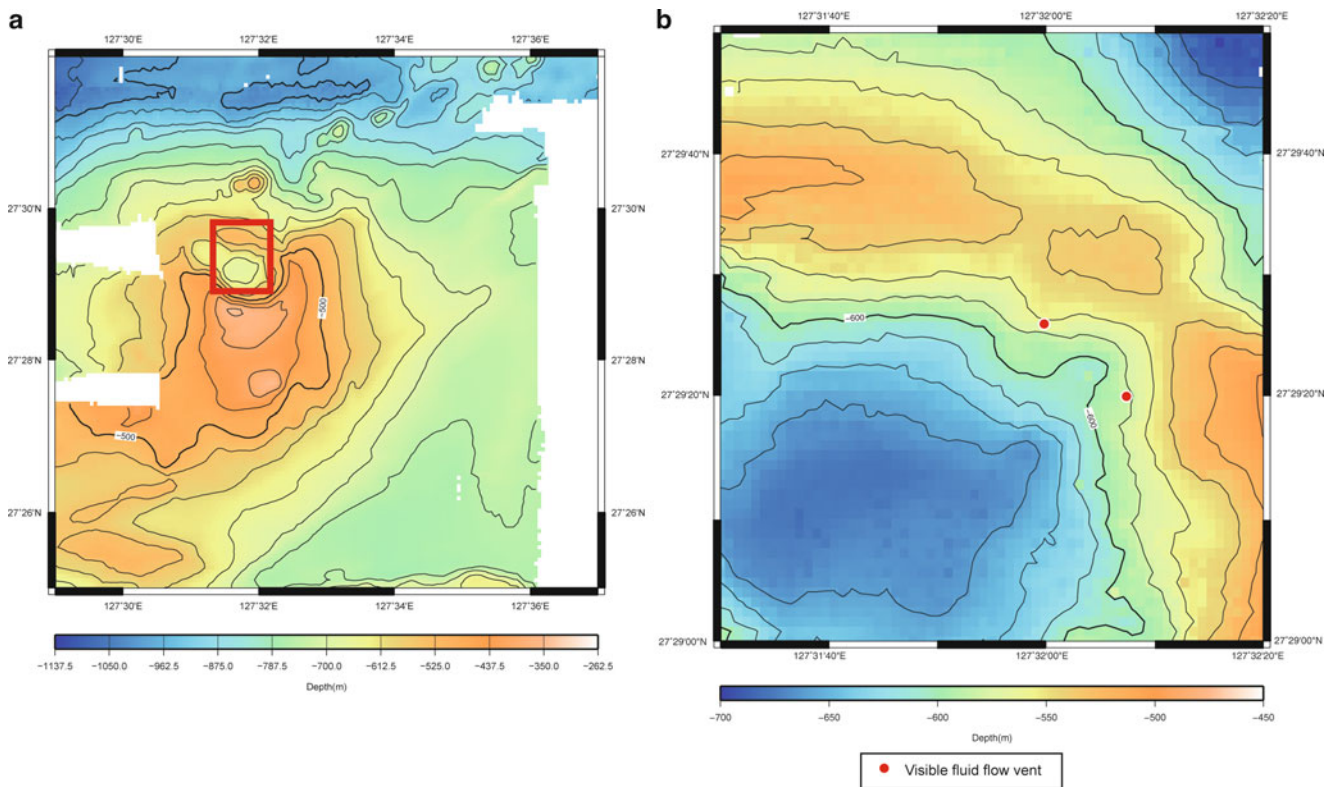 a
127˚30'E 127˚32'E 127˚34'E 127˚36'E
27˚30'N 27˚30'N
27˚28'N 27˚28'N
27˚26'N 27˚26'N
-500
-500
127˚30'E 127˚32'E 127˚34'E 127˚36'E
-1137.5 -1050.0 -962.5 -875.0 -787.5 -700.0 -612.5 -525.0 -437.5 -350.0 -262.5
Depth(m)
b
127˚31'40"E 127˚32'00"E 127˚32'20"E
27˚29'40"N 27˚29'40"N
-600
27˚29'20"N 27˚29'20"N
-600
27˚29'00"N 27˚29'00"N
127˚31'40"E 127˚32'00"E 127˚32'20"E
-700 -650 -600 -550 -500 -450
Depth(m)
Visible fluid flow vent